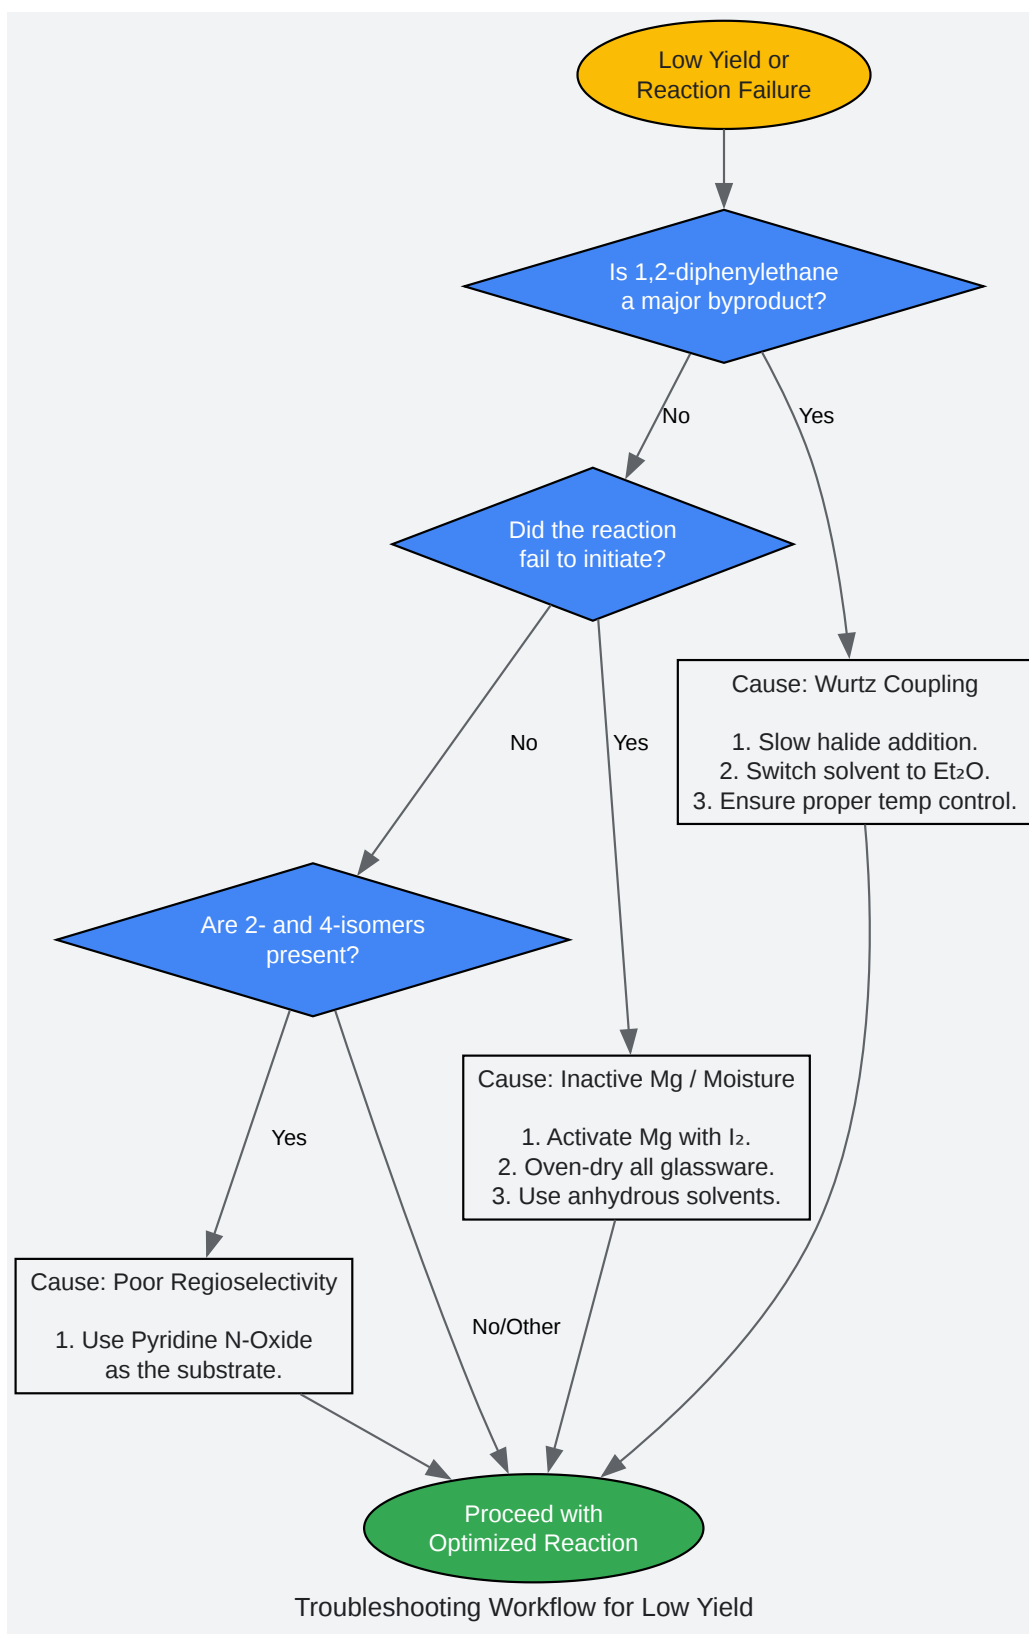 Low Yield or
Reaction Failure
Is 1,2-diphenylethane
a major byproduct?
No
Yes
Did the reaction
fail to initiate?
Cause: Wurtz Coupling
1. Slow halide addition.
2. Switch solvent to Et₂O.
3. Ensure proper temp control.
No
Yes
Are 2- and 4-isomers
present?
Cause: Inactive Mg / Moisture
1. Activate Mg with I₂.
2. Oven-dry all glassware.
3. Use anhydrous solvents.
Yes
Cause: Poor Regioselectivity
1. Use Pyridine N-Oxide
as the substrate.
No/Other
Proceed with
Optimized Reaction
Troubleshooting Workflow for Low Yield